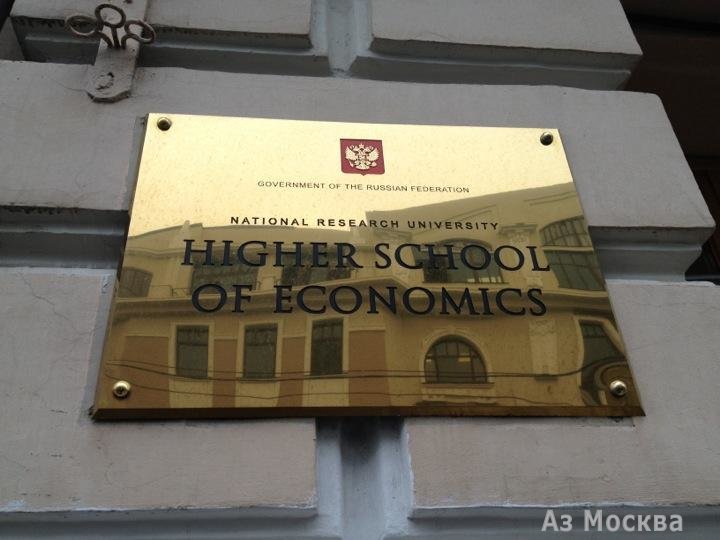 GOVERNMENT OF THE RUSSIAN FEDERATION
NATIONAL RESEARCH UNIVERSITY
HIGHER SCHOOL
OF ECONOMICS
Аз Москва